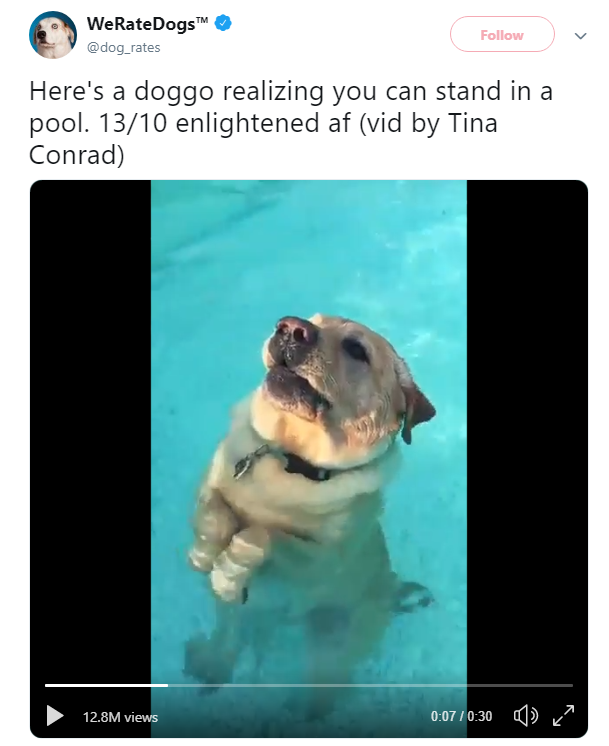 WeRateDogs™
@dog_rates
Follow
Here's a doggo realizing you can stand in a
pool. 13/10 enlightened af (vid by Tina
Conrad)
12.8M views
0:07 / 0:30